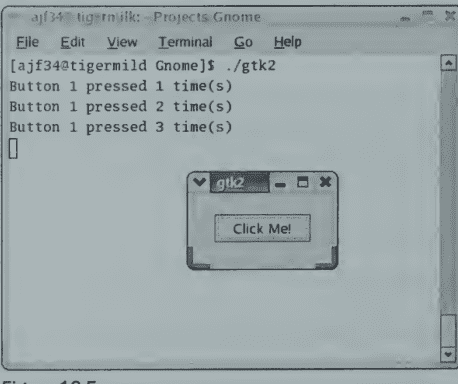 Projects Gnome
File Edit View Terminal Go Help
[ajf34@tigermild Gnome]$ ./gtk2
Button 1 pressed 1 time(s)
Button 1 pressed 2 time(s)
Button 1 pressed 3 time(s)
gtk2
Click Me!